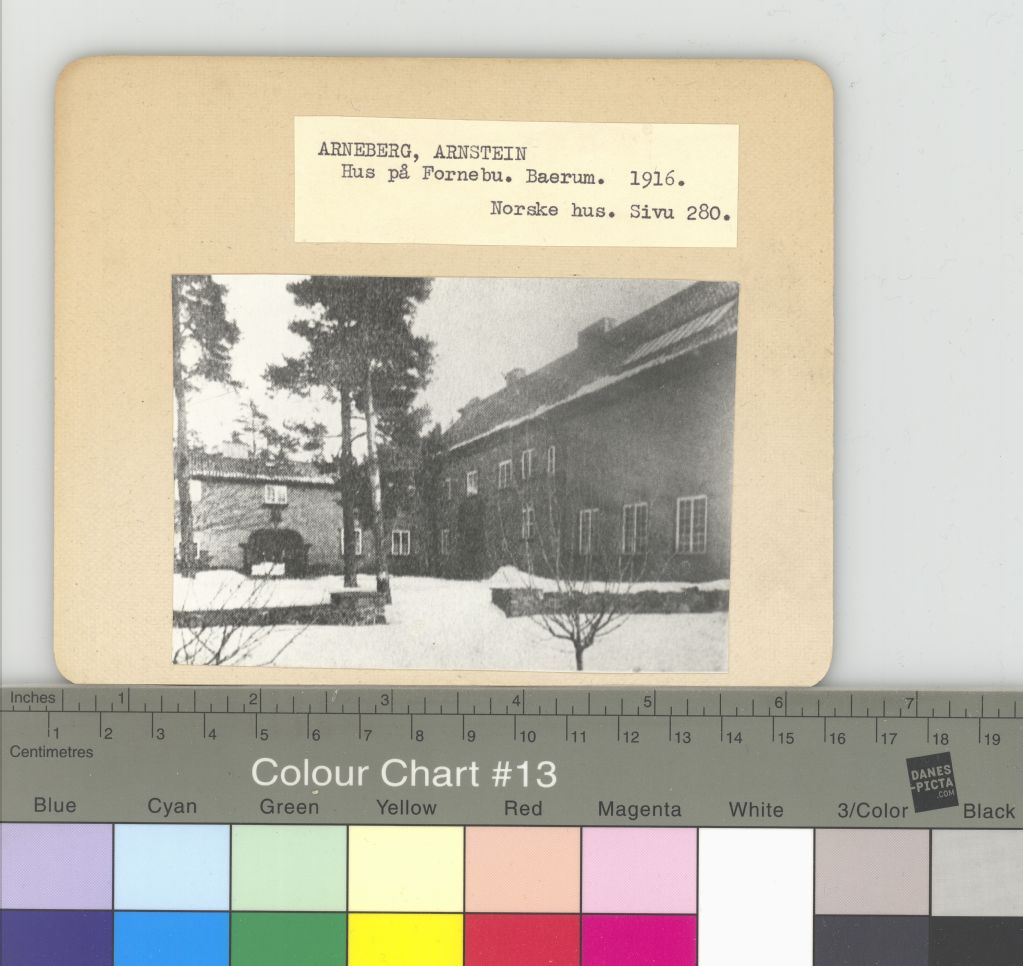 ARNEBERG, ARNSTEIN
Hus på Fornebu. Baerum. 1916.
Norske hus. Sivu 280.
Inches 1 2 3 4 5 6 7
1 2 3 4 5 6 7 8 9 10 11 12 13 14 15 16 17 18 19
Centimetres
Colour Chart #13
DANES
-PICTA
.COM
Blue Cyan Green Yellow Red Magenta White 3/Color Black